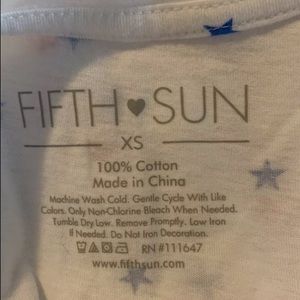 FIFTH♥SUN
XS
100% Cotton
Made in China
Machine Wash Cold. Gentle Cycle With Like
Colors. Only Non-Chlorine Bleach When Needed.
Tumble Dry Low. Remove Promptly. Low Iron
If Needed. Do Not Iron Decoration.
RN #111647
www.fifthsun.com